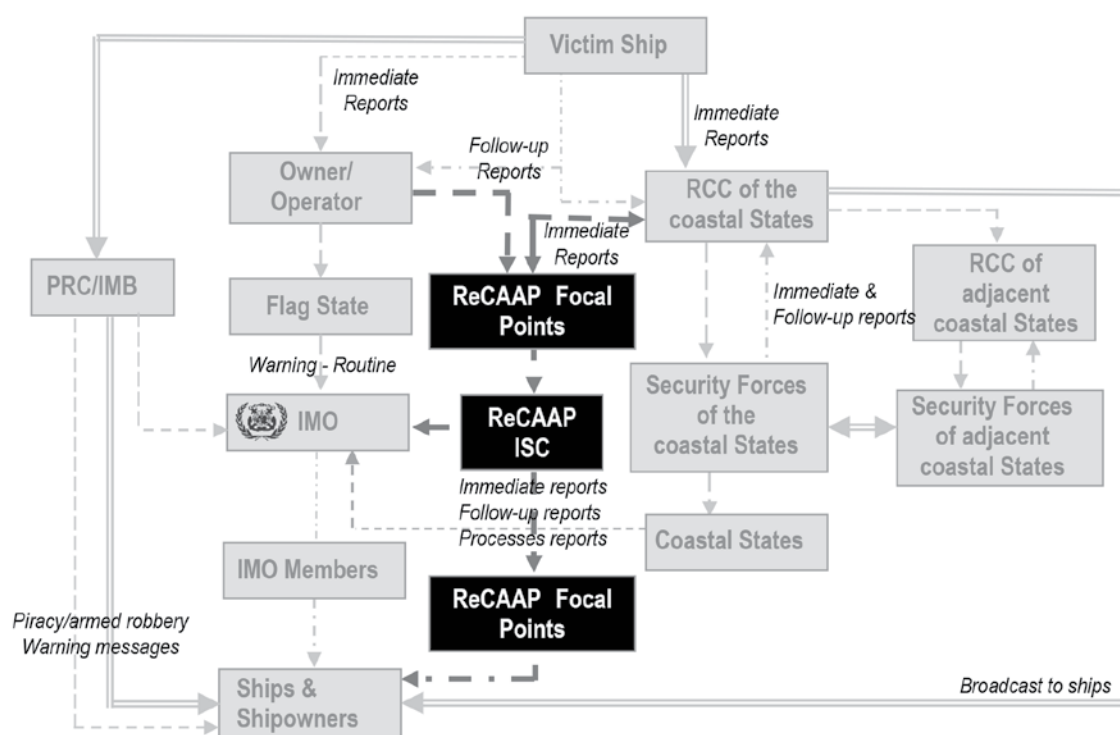 Victim Ship
Immediate
Reports
Immediate
Reports
Follow-up
Reports
Owner/
Operator
RCC of the
coastal States
Immediate
Reports
PRC/IMB
Flag State
ReCAAP Focal
Points
RCC of
adjacent
coastal States
Immediate &
Follow-up reports
Warning - Routine
IMO
ReCAAP
ISC
Security Forces
of the
coastal States
Security Forces
of adjacent
coastal States
Immediate reports
Follow-up reports
Processes reports
Coastal States
IMO Members
ReCAAP Focal
Points
Piracy/armed robbery
Warning messages
Ships &
Shipowners
Broadcast to ships